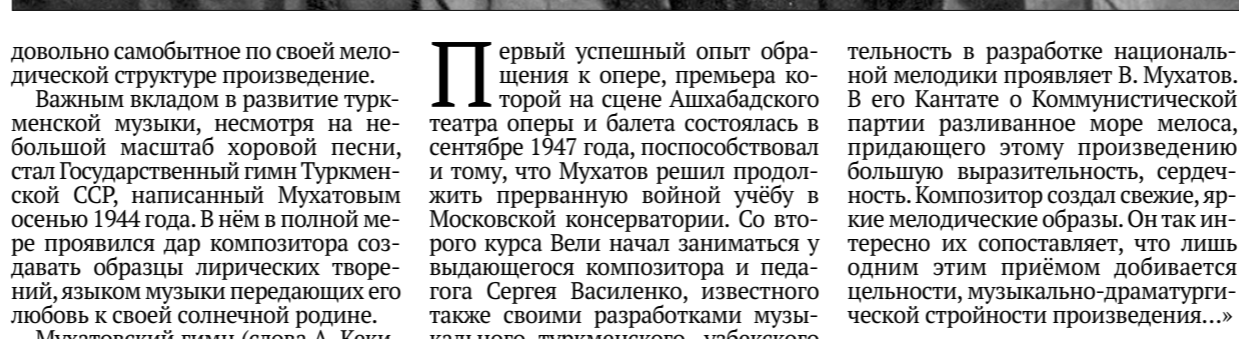 довольно самобытное по своей мело-
дической структуре произведение.
Важным вкладом в развитие турк-
менской музыки, несмотря на не-
большой масштаб хоровой песни,
стал Государственный гимн Туркмен-
ской ССР, написанный Мухатовым
осенью 1944 года. В нём в полной ме-
ре проявился дар композитора соз-
давать образцы лирических творе-
ний, языком музыки передающих его
любовь к своей солнечной родине.
Мухатовский гимн (слова А. Кеки-
Первый успешный опыт обра-
щения к опере, премьера ко-
торой на сцене Ашхабадского
театра оперы и балета состоялась в
сентябре 1947 года, поспособствовал
и тому, что Мухатов решил продол-
жить прерванную войной учёбу в
Московской консерватории. Со вто-
рого курса Вели начал заниматься у
выдающегося композитора и педа-
гога Сергея Василенко, известного
также своими разработками музы-
кального туркменского, узбекского
тельность в разработке националь-
ной мелодики проявляет В. Мухатов.
В его Кантате о Коммунистической
партии разливанное море мелоса,
придающего этому произведению
большую выразительность, сердеч-
ность. Композитор создал свежие, яр-
кие мелодические образы. Он так ин-
тересно их сопоставляет, что лишь
одним этим приёмом добивается
цельности, музыкально-драматурги-
ческой стройности произведения...»